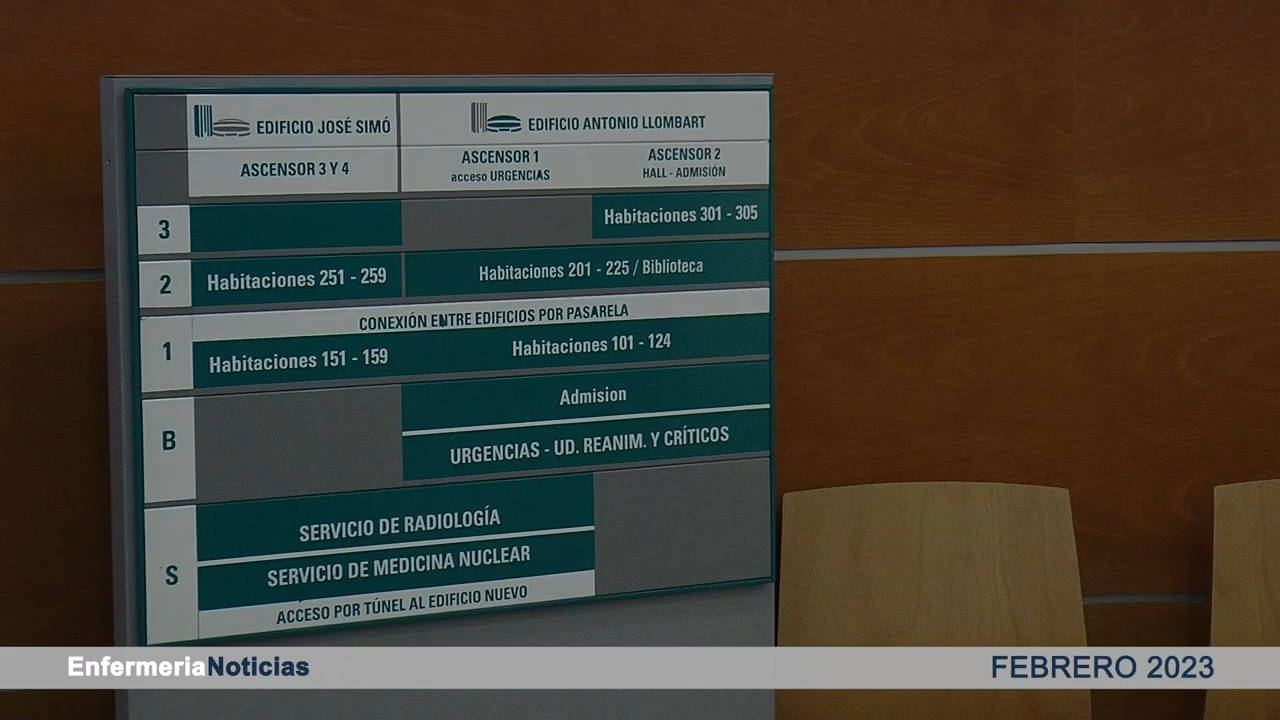 EDIFICIO JOSÉ SIMÓ
EDIFICIO ANTONIO LLOMBART
ASCENSOR 3 Y 4
ASCENSOR 1
acceso URGENCIAS
ASCENSOR 2
HALL - ADMISIÓN
3
Habitaciones 301 - 305
2
Habitaciones 251 - 259
Habitaciones 201 - 225 / Biblioteca
CONEXIÓN ENTRE EDIFICIOS POR PASARELA
1
Habitaciones 151 - 159
Habitaciones 101 - 124
B
Admision
URGENCIAS - UD. REANIM. Y CRÍTICOS
S
SERVICIO DE RADIOLOGÍA
SERVICIO DE MEDICINA NUCLEAR
ACCESO POR TÚNEL AL EDIFICIO NUEVO
EnfermeriaNoticias
FEBRERO 2023